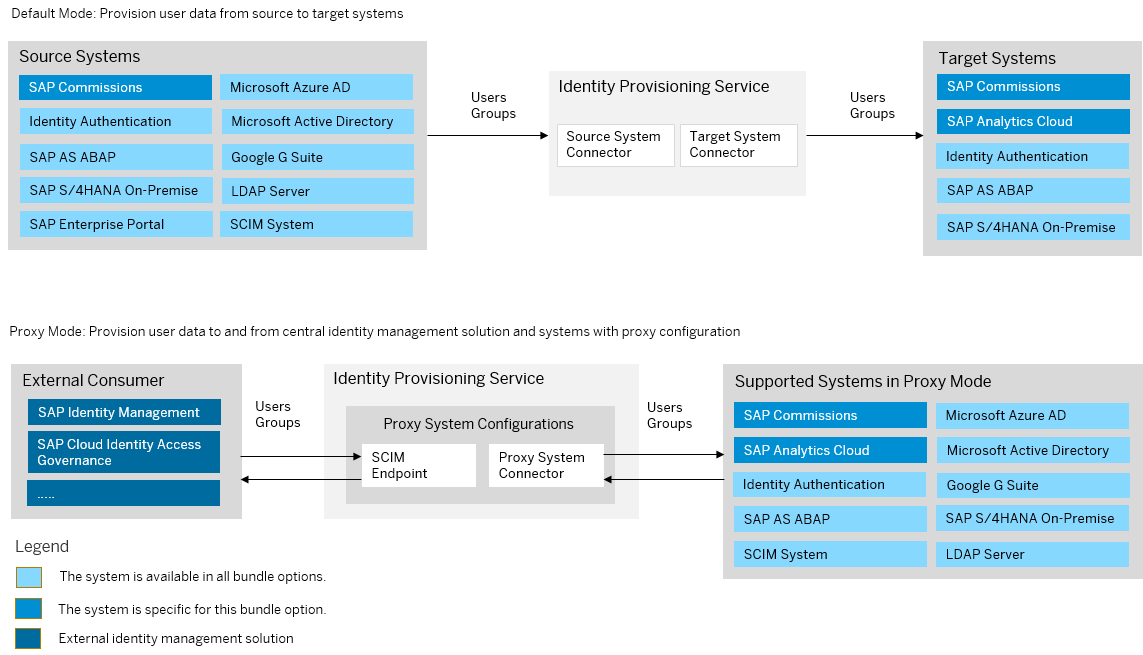 Default Mode: Provision user data from source to target systems
Source Systems
SAP Commissions
Microsoft Azure AD
Identity Authentication
Microsoft Active Directory
SAP AS ABAP
Google G Suite
SAP S/4HANA On-Premise
LDAP Server
SAP Enterprise Portal
SCIM System
Users
Groups
Identity Provisioning Service
Source System
Connector
Target System
Connector
Users
Groups
Target Systems
SAP Commissions
SAP Analytics Cloud
Identity Authentication
SAP AS ABAP
SAP S/4HANA On-Premise
Proxy Mode: Provision user data to and from central identity management solution and systems with proxy configuration
External Consumer
SAP Identity Management
SAP Cloud Identity Access
Governance
.....
Users
Groups
Identity Provisioning Service
Proxy System Configurations
SCIM
Endpoint
Proxy System
Connector
Users
Groups
Supported Systems in Proxy Mode
SAP Commissions
Microsoft Azure AD
SAP Analytics Cloud
Microsoft Active Directory
Identity Authentication
Google G Suite
SAP AS ABAP
SAP S/4HANA On-Premise
SCIM System
LDAP Server
Legend
The system is available in all bundle options.
The system is specific for this bundle option.
External identity management solution